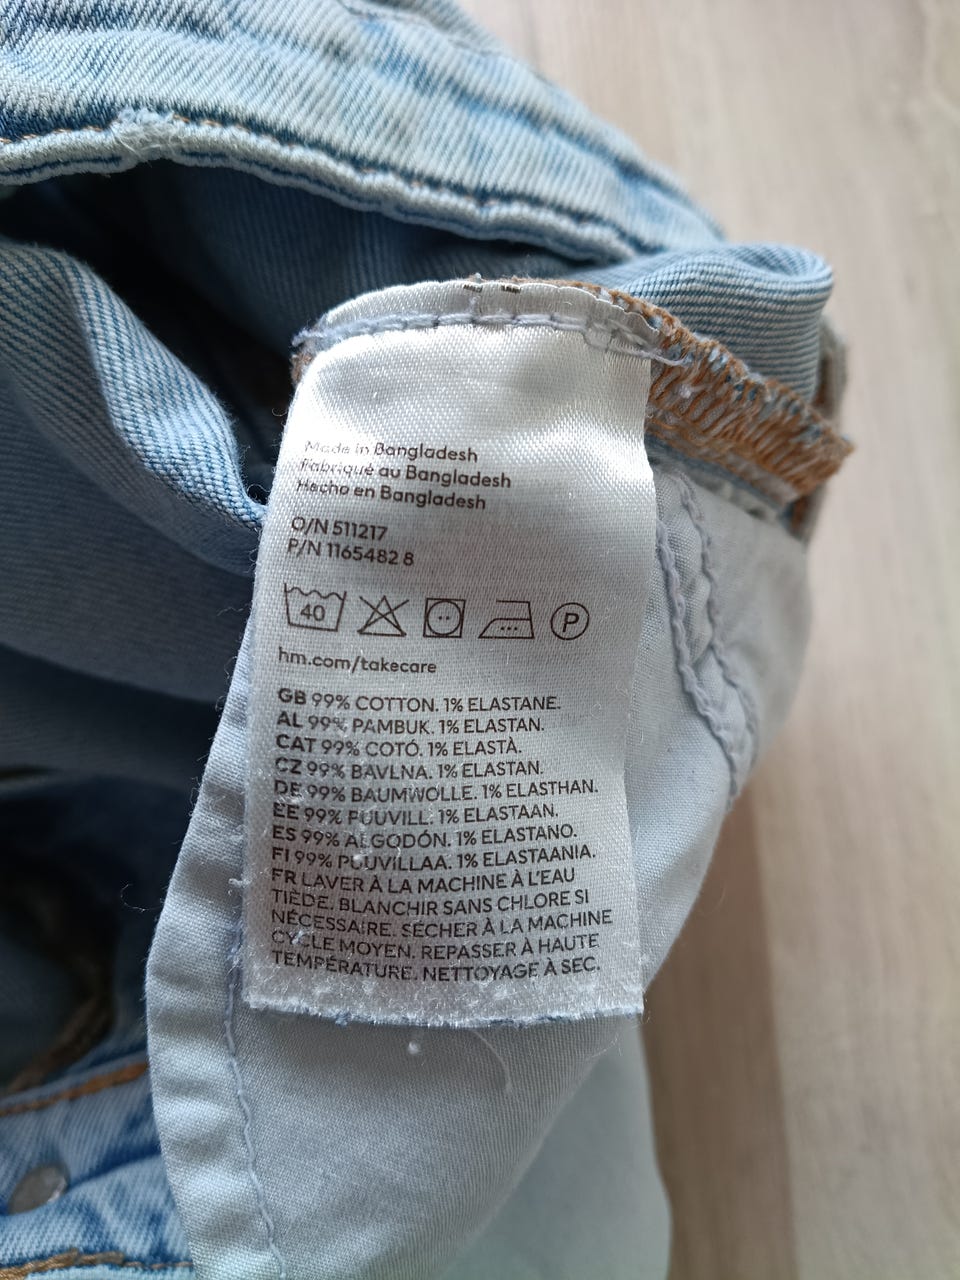 Made in Bangladesh
Fabriqué au Bangladesh
Hecho en Bangladesh
O/N 511217
P/N 1165482 8
40
P
hm.com/takecare
GB 99% COTTON. 1% ELASTANE.
AL 99% PAMBUK. 1% ELASTAN.
CAT 99% COTÓ. 1% ELASTÀ.
CZ 99% BAVLNA. 1% ELASTAN.
DE 99% BAUMWOLLE. 1% ELASTHAN.
EE 99% PUUVILL. 1% ELASTAAN.
ES 99% ALGODÓN. 1% ELASTANO.
FI 99% PUUVILLAA. 1% ELASTAANIA.
FR LAVER À LA MACHINE À L'EAU
TIÈDE. BLANCHIR SANS CHLORE SI
NÉCESSAIRE. SÉCHER À LA MACHINE
CYCLE MOYEN. REPASSER À HAUTE
TEMPÉRATURE. NETTOYAGE À SEC.